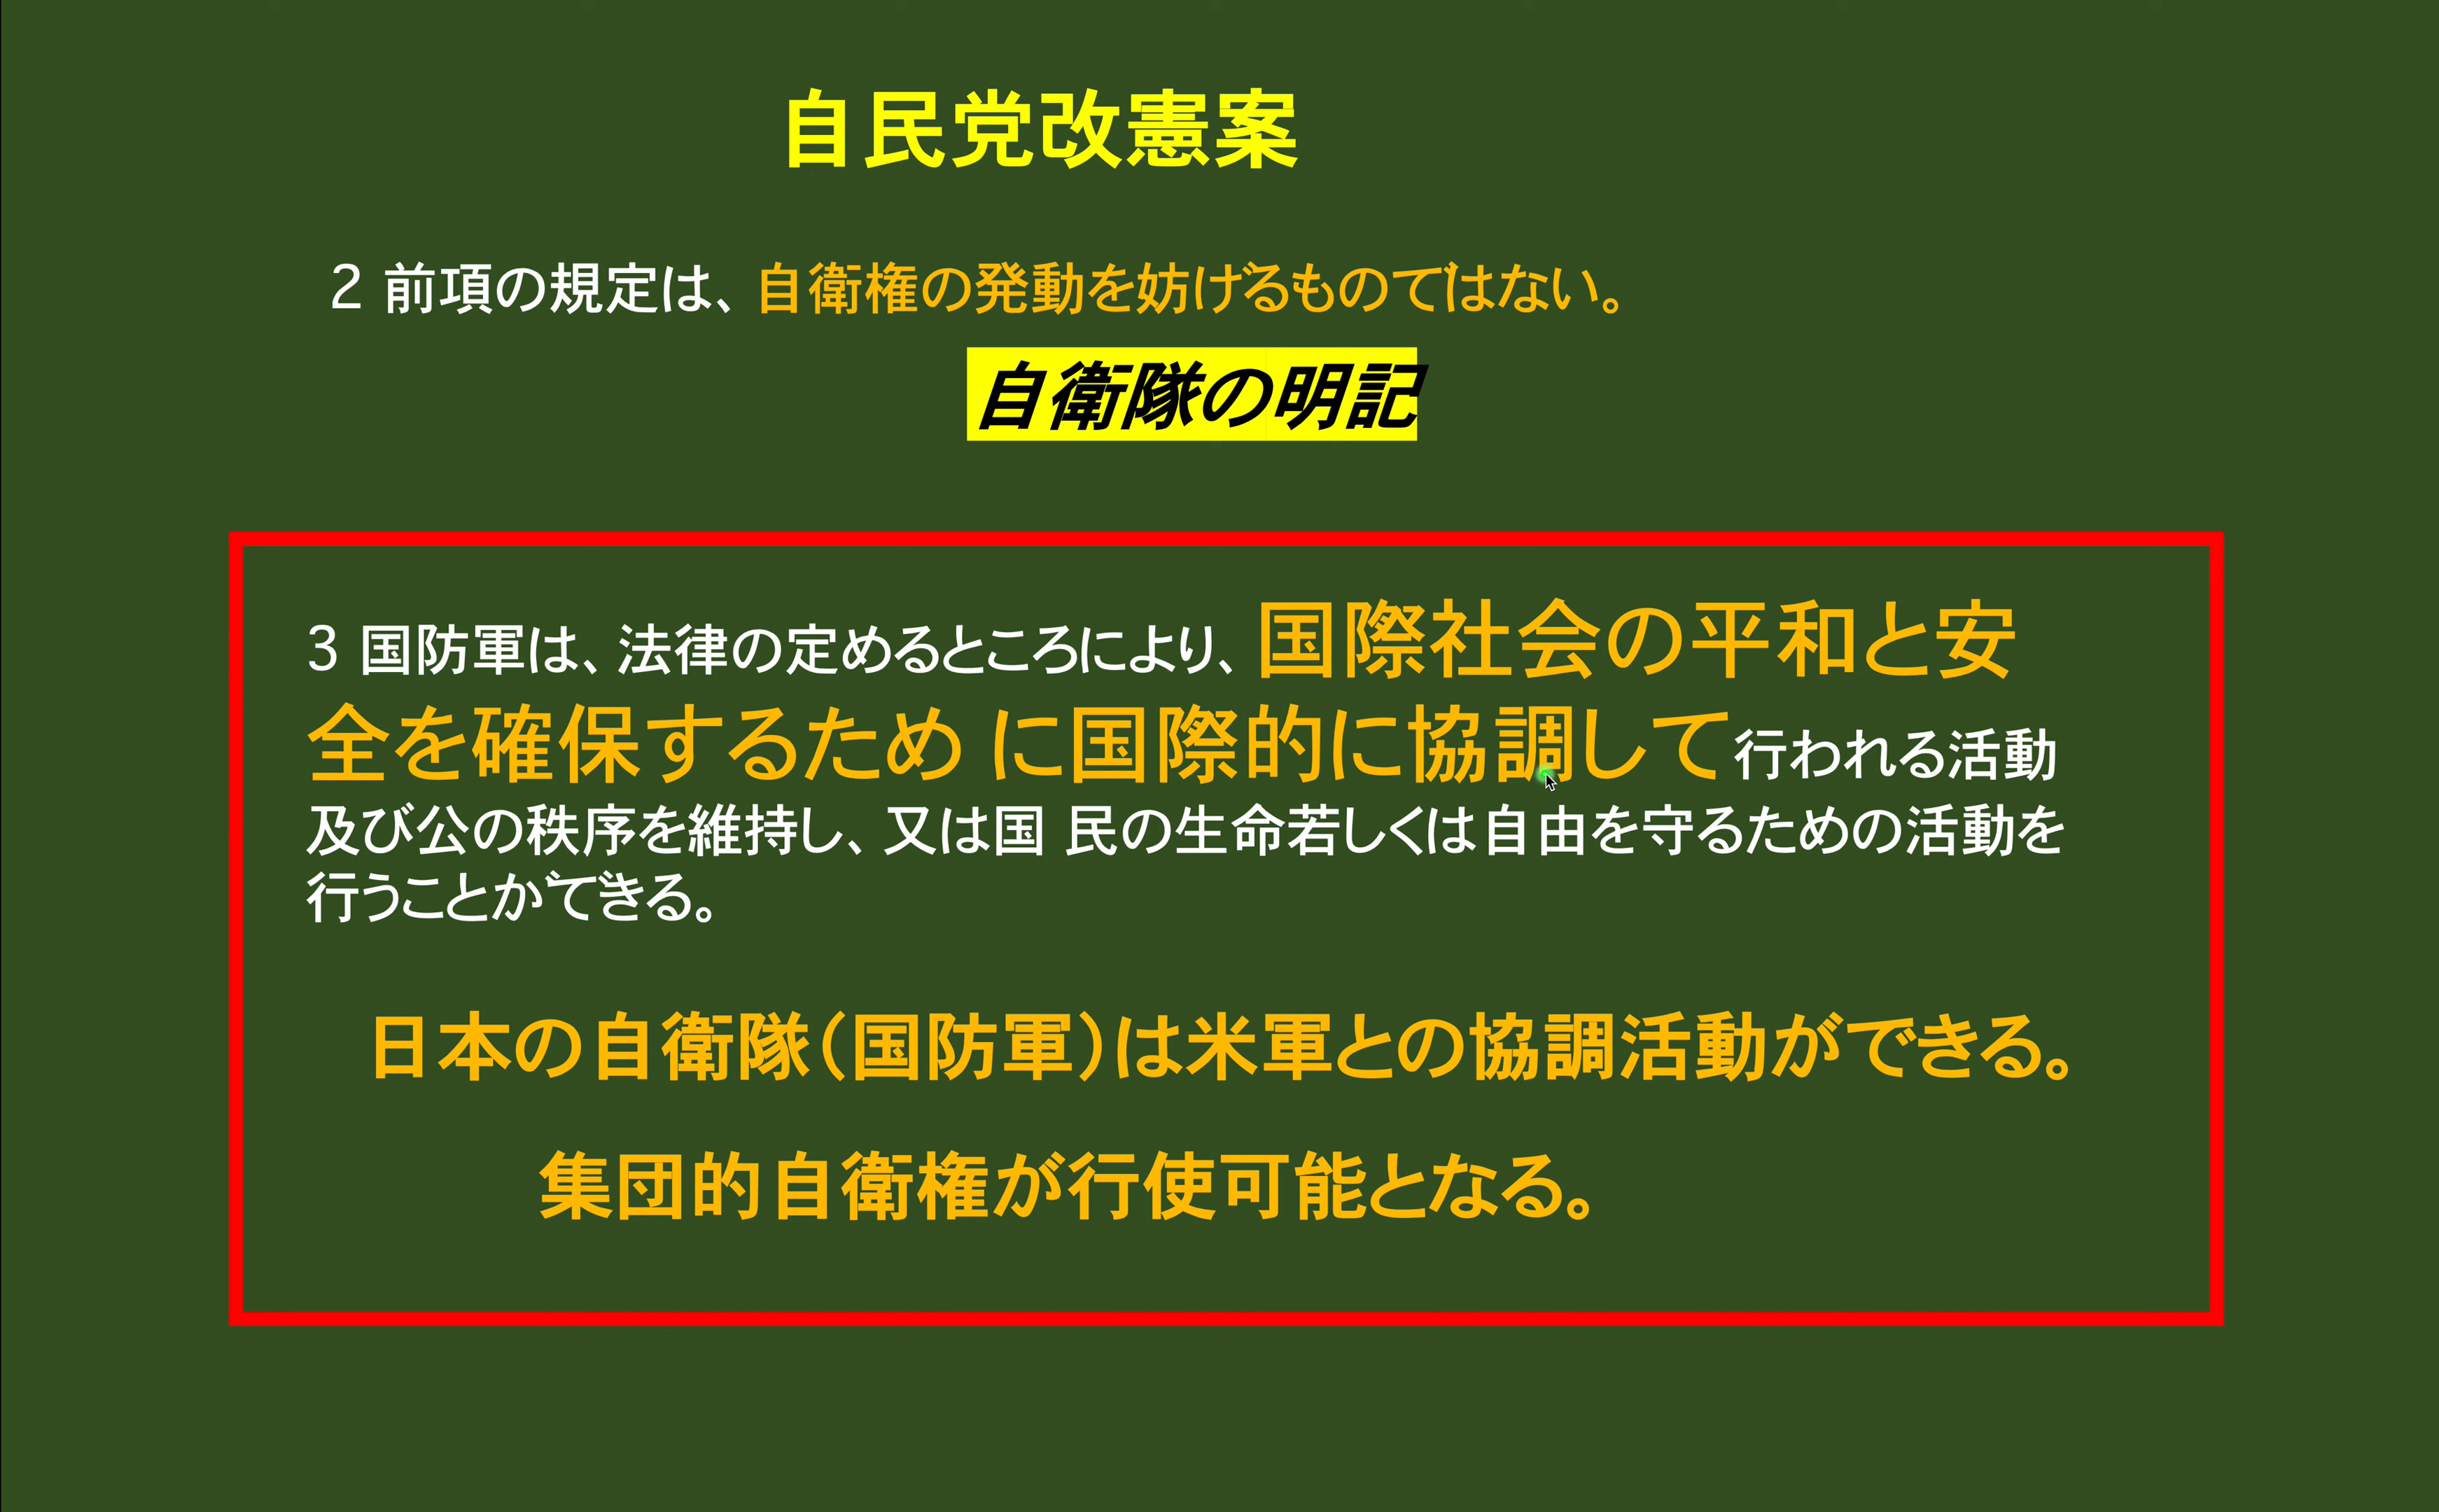 自民党改憲案
2 前項の規定は、自衛権の発動を妨げるものではない。
自衛隊の明記
3 国防軍は、法律の定めるところにより、国際社会の平和と安
全を確保するため に国際的に協調して行われる活動
及び公の秩序を維持し、又は国 民の生命若しくは自由を守るための活動を
行うことができる。
日本の自衛隊(国防軍)は米軍との協調活動ができる。
集団的自衛権が行使可能となる。